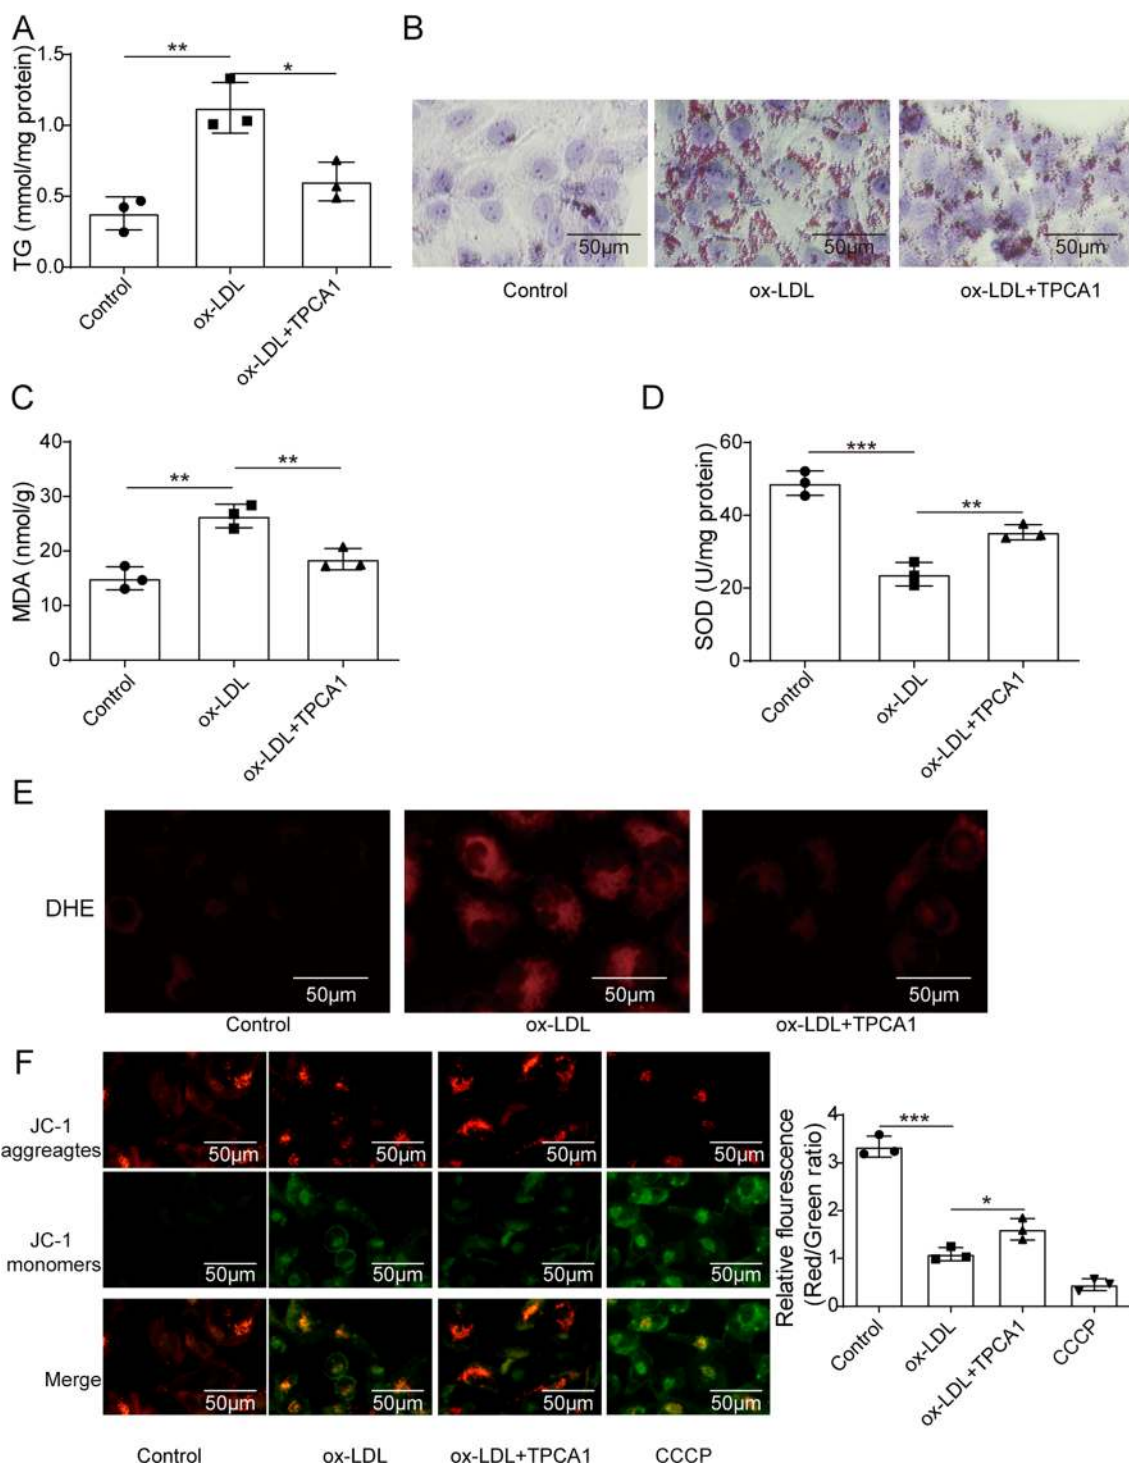 A
TG (mmol/mg protein)
1.5
1.0
0.5
0.0
**
*
Control
ox-LDL
ox-LDL+TPCA1
B
50μm
50μm
50μm
Control
ox-LDL
ox-LDL+TPCA1
C
MDA (nmol/g)
40
30
20
10
0
**
**
Control
ox-LDL
ox-LDL+TPCA1
D
SOD (U/mg protein)
60
40
20
0
***
**
Control
ox-LDL
ox-LDL+TPCA1
E
DHE
50μm
50μm
50μm
Control
ox-LDL
ox-LDL+TPCA1
F
JC-1
aggreagtes
50μm
50μm
50μm
50μm
JC-1
monomers
50μm
50μm
50μm
50μm
Merge
50μm
50μm
50μm
50μm
Control
ox-LDL
ox-LDL+TPCA1
CCCP
Relative flourescence
(Red/Green ratio)
4
3
2
1
0
***
*
Control
ox-LDL
ox-LDL+TPCA1
CCCP